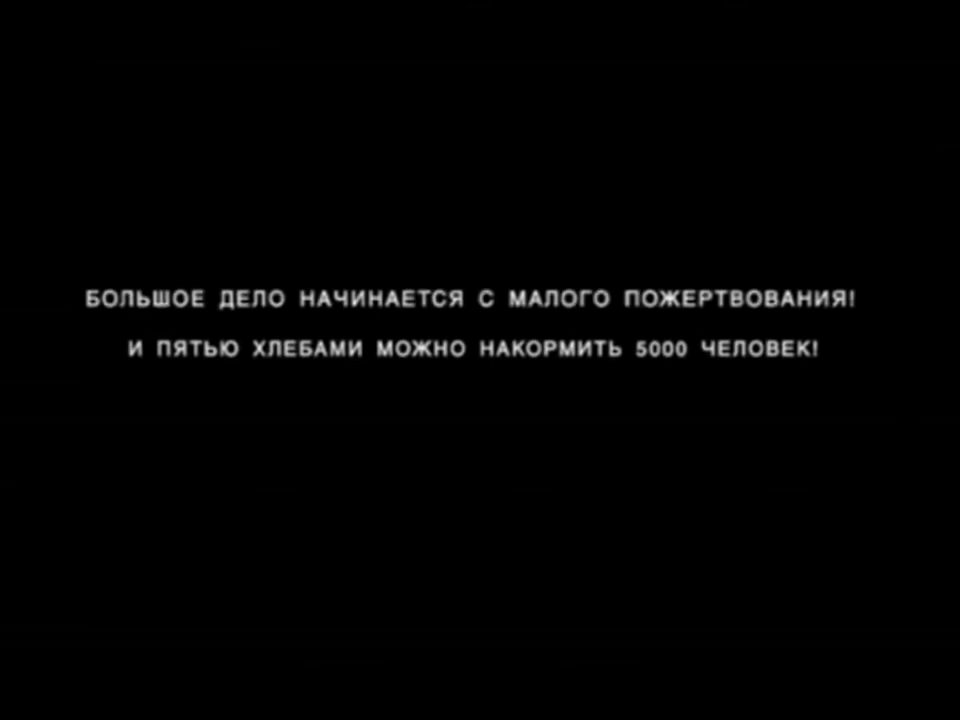 БОЛЬШОЕ ДЕЛО НАЧИНАЕТСЯ С МАЛОГО ПОЖЕРТВОВАНИЯ!
И ПЯТЬЮ ХЛЕБАМИ МОЖНО НАКОРМИТЬ 5000 ЧЕЛОВЕК!